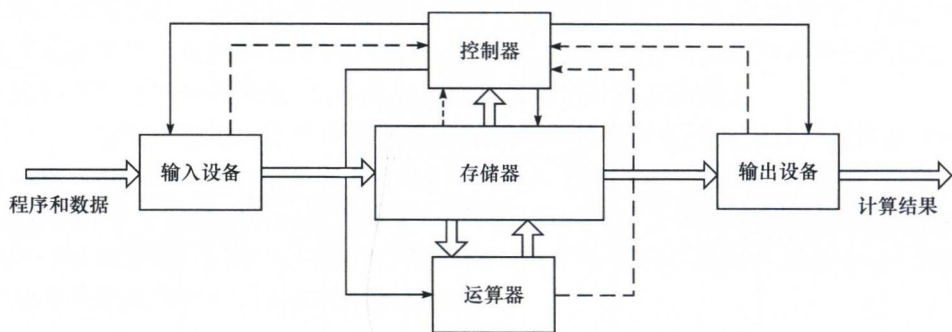 控制器
输入设备
存储器
输出设备
程序和数据
计算结果
运算器